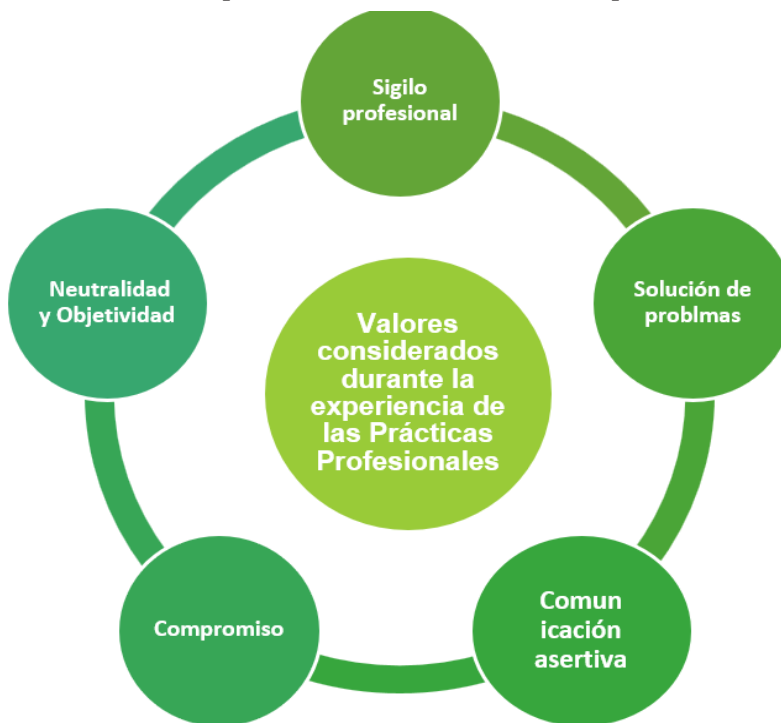 Sigilo
profesional
Neutralidad
y Objetividad
Solución de
problmas
Valores
considerados
durante la
experiencia de
las Prácticas
Profesionales
Compromiso
Comun
icación
asertiva